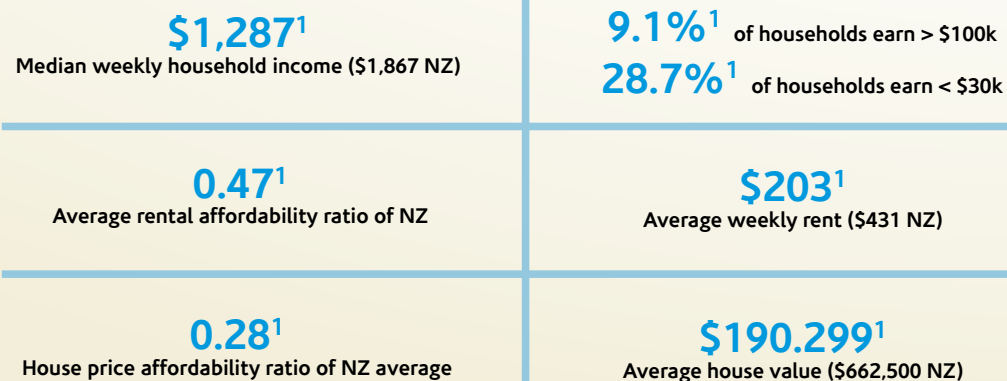 $1,287¹
Median weekly household income ($1,867 NZ)
9.1%¹ of households earn > $100k
28.7%¹ of households earn < $30k
0.47¹
Average rental affordability ratio of NZ
$203¹
Average weekly rent ($431 NZ)
0.28¹
House price affordability ratio of NZ average
$190.299¹
Average house value ($662,500 NZ)